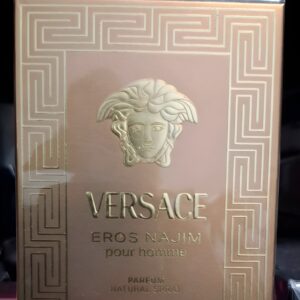 VERSACE
EROS NAJIM
pour homme
PARFUM
NATURAL SPRAY